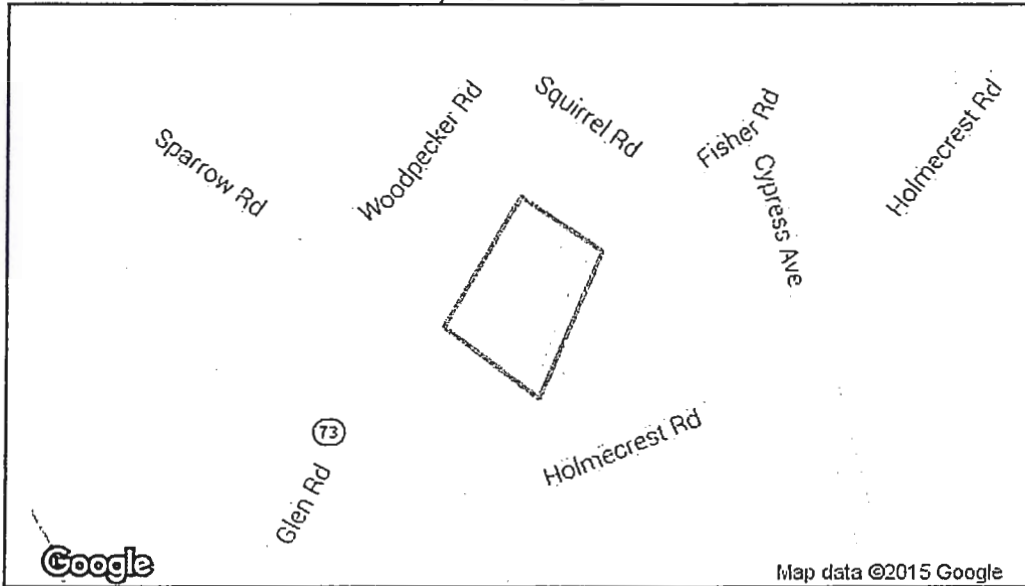 Sparrow Rd
Woodpecker Rd
Squirrel Rd
Fisher Rd
Cypress Ave
Holmecrest Rd
73
Glen Rd
Holmecrest Rd
Google
Map data ©2015 Google